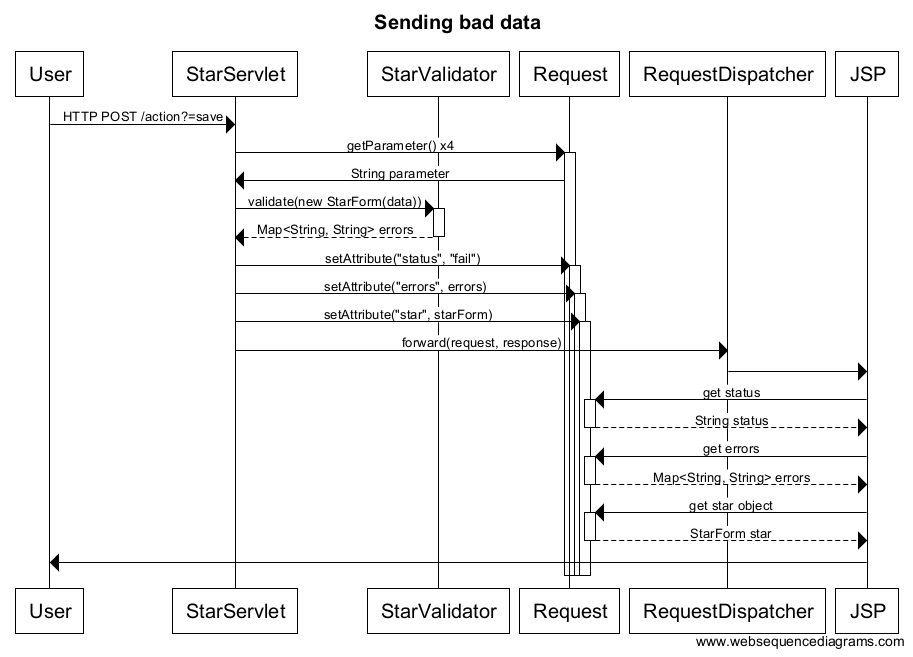 Sending bad data
User StarServlet StarValidator Request RequestDispatcher JSP
HTTP POST /action?=save
getParameter() x4
String parameter
validate(new StarForm(data))
Map<String, String> errors
setAttribute("status", "fail")
setAttribute("errors", errors)
setAttribute("star", starForm)
forward(request, response)
get status
String status
get errors
Map<String, String> errors
get star object
StarForm star
User StarServlet StarValidator Request RequestDispatcher JSP
www.websequencediagrams.com